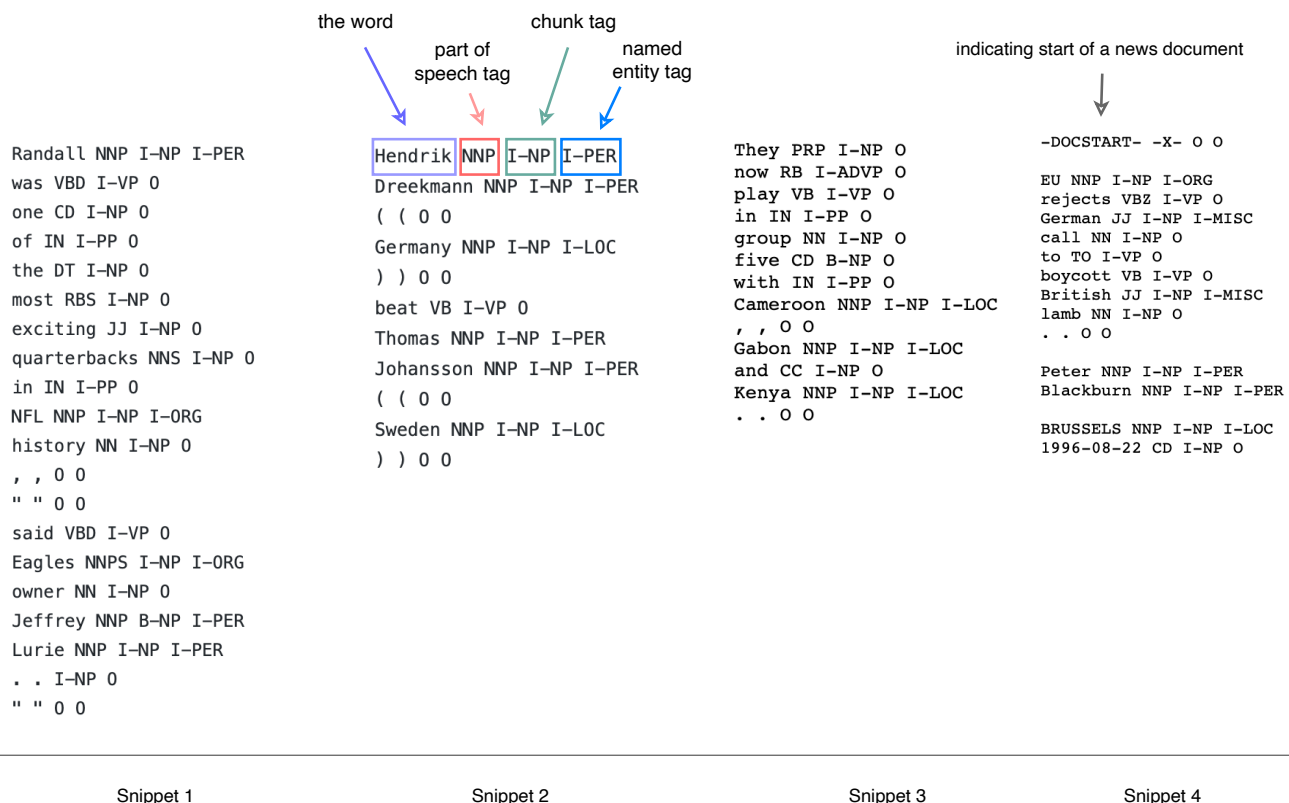 the word
chunk tag
part of
speech tag
named
entity tag
indicating start of a news document
Randall NNP I-NP I-PER
was VBD I-VP O
one CD I-NP O
of IN I-PP O
the DT I-NP O
most RBS I-NP O
exciting JJ I-NP O
quarterbacks NNS I-NP O
in IN I-PP O
NFL NNP I-NP I-ORG
history NN I-NP O
, , O O
" " O O
said VBD I-VP O
Eagles NNPS I-NP I-ORG
owner NN I-NP O
Jeffrey NNP B-NP I-PER
Lurie NNP I-NP I-PER
. . I-NP O
" " O O
Hendrik NNP I-NP I-PER
Dreekmann NNP I-NP I-PER
( ( O O
Germany NNP I-NP I-LOC
) ) O O
beat VB I-VP O
Thomas NNP I-NP I-PER
Johansson NNP I-NP I-PER
( ( O O
Sweden NNP I-NP I-LOC
) ) O O
They PRP I-NP O
now RB I-ADVP O
play VB I-VP O
in IN I-PP O
group NN I-NP O
five CD B-NP O
with IN I-PP O
Cameroon NNP I-NP I-LOC
, , O O
Gabon NNP I-NP I-LOC
and CC I-NP O
Kenya NNP I-NP I-LOC
. . O O
-DOCSTART- -X- O O
EU NNP I-NP I-ORG
rejects VBZ I-VP O
German JJ I-NP I-MISC
call NN I-NP O
to TO I-VP O
boycott VB I-VP O
British JJ I-NP I-MISC
lamb NN I-NP O
. . O O
Peter NNP I-NP I-PER
Blackburn NNP I-NP I-PER
BRUSSELS NNP I-NP I-LOC
1996-08-22 CD I-NP O
Snippet 1
Snippet 2
Snippet 3
Snippet 4